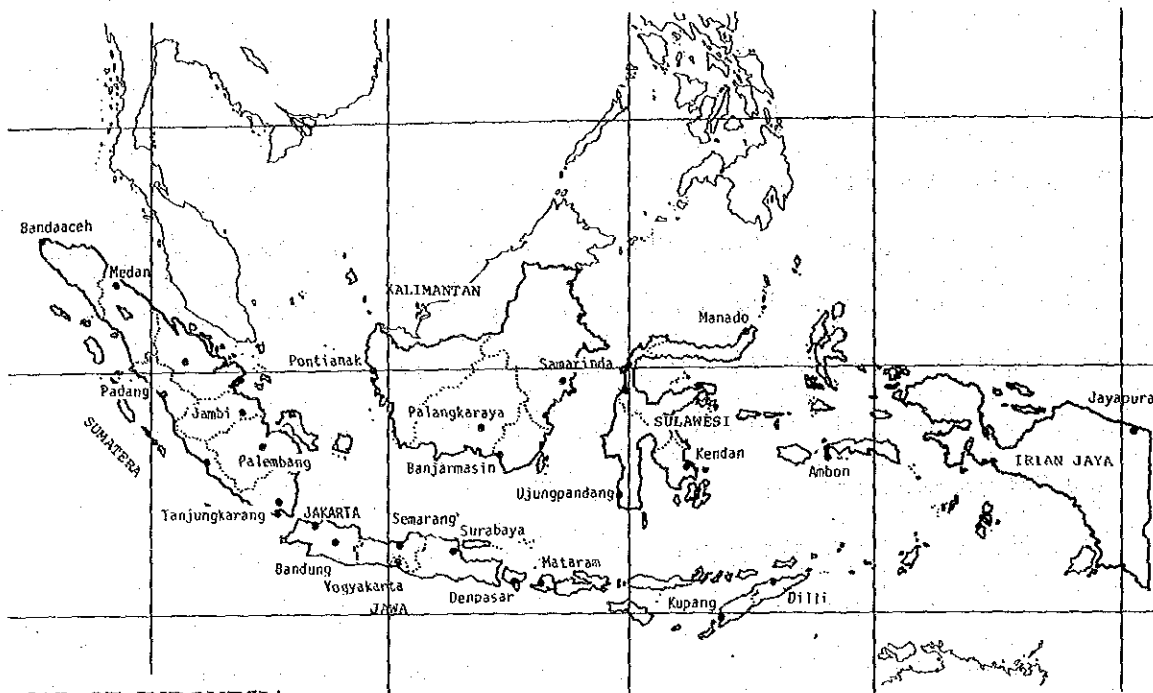 Bandaaceh
Medan
KALIMANTAN
Manado
Pontianak
Samarinda
Padang
Jambi
Palangkaraya
SULAWESI
Jayapura
SUMATERA
Palembang
Banjarmasin
Kendan
Ambon
IRIAN JAYA
Ujungpandang
Tanjungkarang
JAKARTA
Semarang
Surabaya
Bandung
Mataram
Yogyakarta
Denpasar
Kupang
Dilli
JAWA